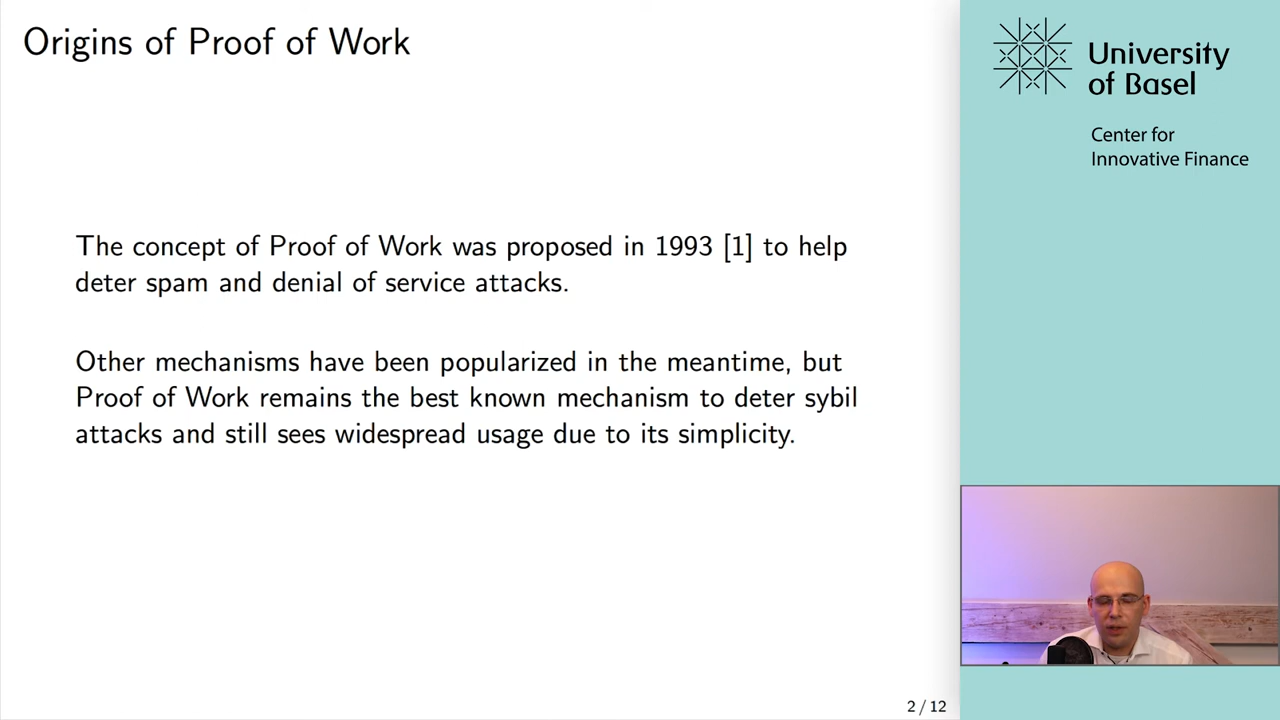 Origins of Proof of Work
The concept of Proof of Work was proposed in 1993 [1] to help
deter spam and denial of service attacks.
Other mechanisms have been popularized in the meantime, but
Proof of Work remains the best known mechanism to deter sybil
attacks and still sees widespread usage due to its simplicity.
2 / 12
University
of Basel
Center for
Innovative Finance